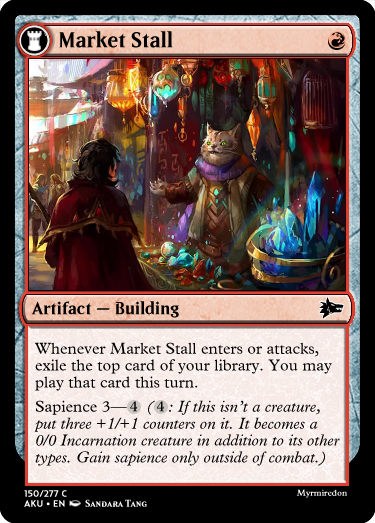 Market Stall
Artifact — Building
Whenever Market Stall enters or attacks,
exile the top card of your library. You may
play that card this turn.
Sapience 3—4 (4: If this isn't a creature,
put three +1/+1 counters on it. It becomes a
0/0 Incarnation creature in addition to its other
types. Gain sapience only outside of combat.)
150/277 C
Myrmiredon
AKU • EN Sandara Tang